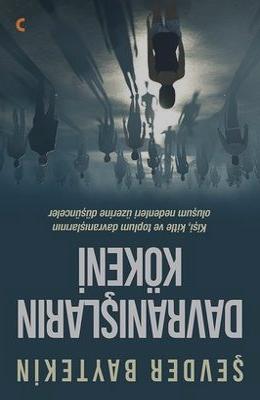 ŞEVDER BAYTEKİN
DAVRANIŞLARIN
KÖKENİ
Kişi, kitle ve toplum davranışlarının
oluşum nedenleri üzerine düşünceler